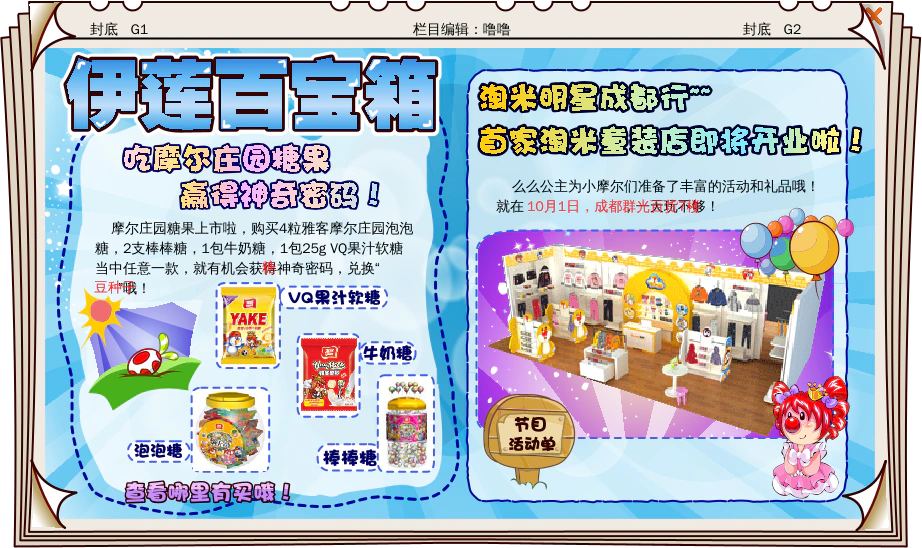 封底 G1
栏目编辑：噜噜
封底 G2
伊莲百宝箱
吃摩尔庄园糖果
赢得神奇密码！
摩尔庄园糖果上市啦，购买4粒雅客摩尔庄园泡泡
糖，2支棒棒糖，1包牛奶糖，1包25g VQ果汁软糖
当中任意一款，就有机会获得神奇密码，兑换“
豆种”哦！
VQ果汁软糖
YAKE
牛奶糖
泡泡糖
棒棒糖
查看哪里有买哦！
淘米明星成都行~~
首家淘米童装店即将开业啦！
么么公主为小摩尔们准备了丰富的活动和礼品哦！
就在 10月1日，成都群光
节目
活动单